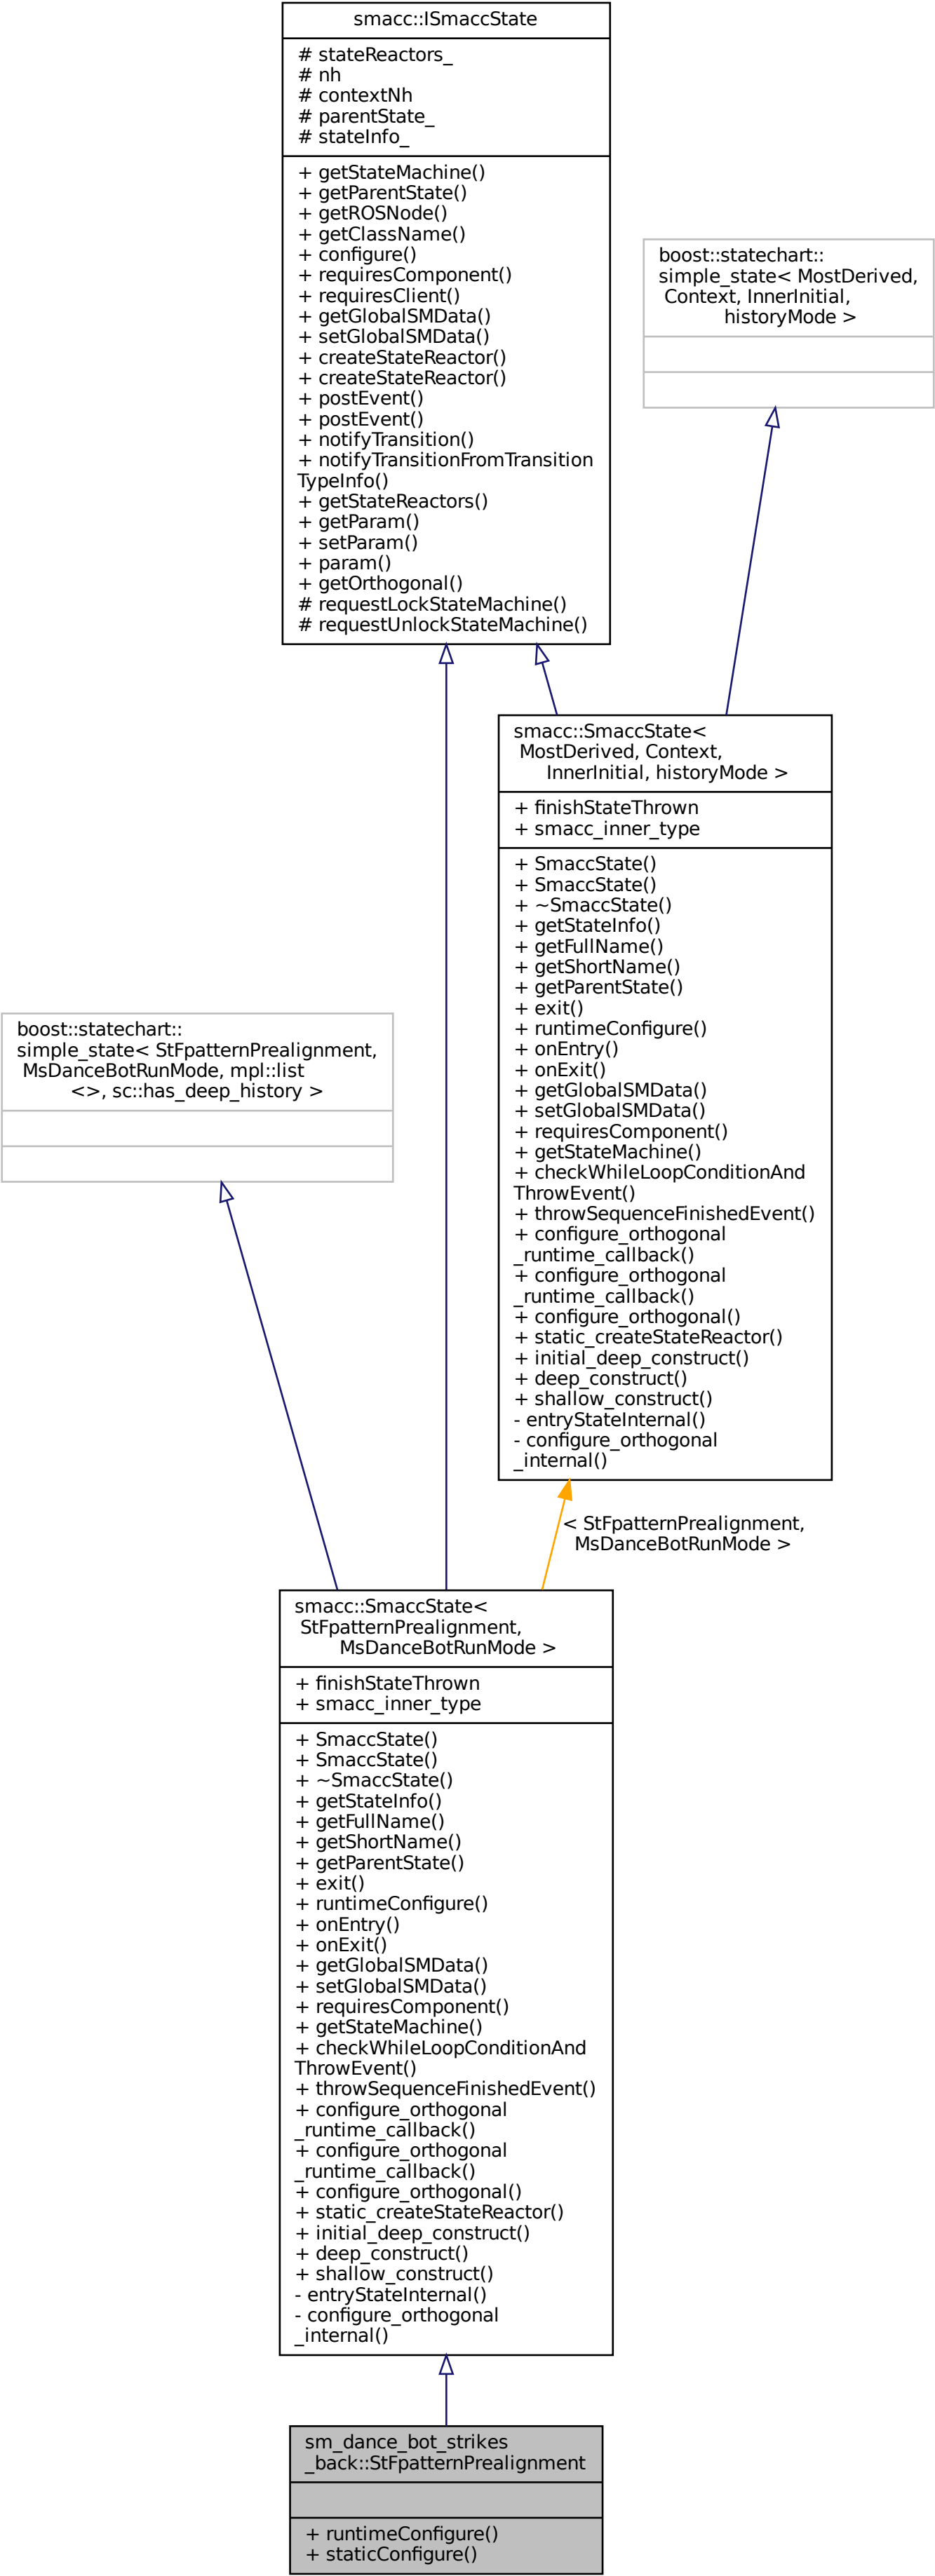 smacc::ISmaccState
# stateReactors_
# nh
# contextNh
# parentState_
# stateInfo_
+ getStateMachine()
+ getParentState()
+ getROSNode()
+ getClassName()
+ configure()
+ requiresComponent()
+ requiresClient()
+ getGlobalSMData()
+ setGlobalSMData()
+ createStateReactor()
+ createStateReactor()
+ postEvent()
+ postEvent()
+ notifyTransition()
+ notifyTransitionFromTransition
TypeInfo()
+ getStateReactors()
+ getParam()
+ setParam()
+ param()
+ getOrthogonal()
# requestLockStateMachine()
# requestUnlockStateMachine()
boost::statechart::
simple_state< MostDerived,
Context, InnerInitial,
historyMode >
smacc::SmaccState<
MostDerived, Context,
InnerInitial, historyMode >
+ finishStateThrown
+ smacc_inner_type
+ SmaccState()
+ SmaccState()
+ ~SmaccState()
+ getStateInfo()
+ getFullName()
+ getShortName()
+ getParentState()
+ exit()
+ runtimeConfigure()
+ onEntry()
+ onExit()
+ getGlobalSMData()
+ setGlobalSMData()
+ requiresComponent()
+ getStateMachine()
+ checkWhileLoopConditionAnd
ThrowEvent()
+ throwSequenceFinishedEvent()
+ configure_orthogonal
_runtime_callback()
+ configure_orthogonal
_runtime_callback()
+ configure_orthogonal()
+ static_createStateReactor()
+ initial_deep_construct()
+ deep_construct()
+ shallow_construct()
- entryStateInternal()
- configure_orthogonal
_internal()
boost::statechart::
simple_state< StFpatternPrealignment,
MsDanceBotRunMode, mpl::list
<>, sc::has_deep_history >
< StFpatternPrealignment,
MsDanceBotRunMode >
smacc::SmaccState<
StFpatternPrealignment,
MsDanceBotRunMode >
+ finishStateThrown
+ smacc_inner_type
+ SmaccState()
+ SmaccState()
+ ~SmaccState()
+ getStateInfo()
+ getFullName()
+ getShortName()
+ getParentState()
+ exit()
+ runtimeConfigure()
+ onEntry()
+ onExit()
+ getGlobalSMData()
+ setGlobalSMData()
+ requiresComponent()
+ getStateMachine()
+ checkWhileLoopConditionAnd
ThrowEvent()
+ throwSequenceFinishedEvent()
+ configure_orthogonal
_runtime_callback()
+ configure_orthogonal
_runtime_callback()
+ configure_orthogonal()
+ static_createStateReactor()
+ initial_deep_construct()
+ deep_construct()
+ shallow_construct()
- entryStateInternal()
- configure_orthogonal
_internal()
sm_dance_bot_strikes
_back::StFpatternPrealignment
+ runtimeConfigure()
+ staticConfigure()